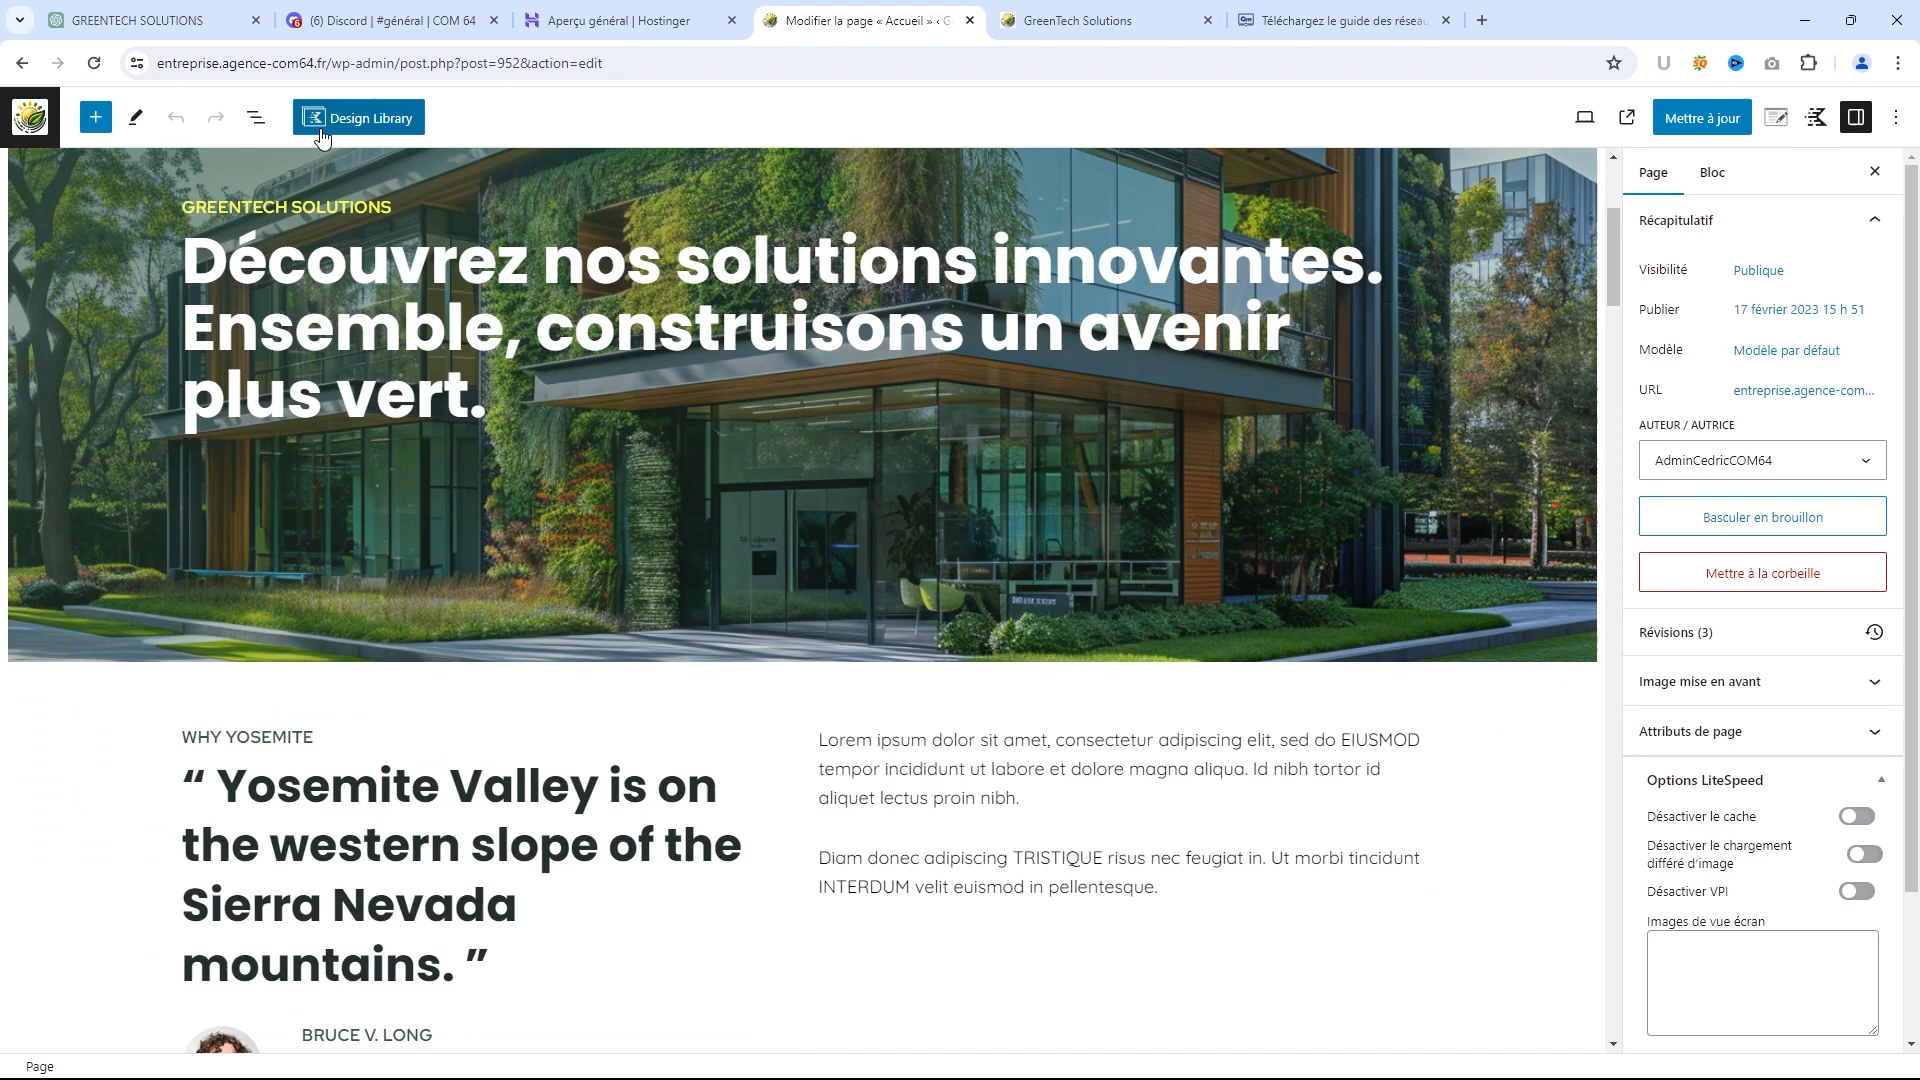 GREENTECH SOLUTIONS
(6) Discord | #général | COM 64
Aperçu général | Hostinger
Modifier la page « Accueil » ‹ G
GreenTech Solutions
Téléchargez le guide des réseau
entreprise.agence-com64.fr/wp-admin/post.php?post=952&action=edit
Design Library
Mettre à jour
GREENTECH SOLUTIONS
Découvrez nos solutions innovantes.
Ensemble, construisons un avenir
plus vert.
WHY YOSEMITE
“ Yosemite Valley is on
the western slope of the
Sierra Nevada
mountains. ”
BRUCE V. LONG
Lorem ipsum dolor sit amet, consectetur adipiscing elit, sed do EIUSMOD
tempor incididunt ut labore et dolore magna aliqua. Id nibh tortor id
aliquet lectus proin nibh.
Diam donec adipiscing TRISTIQUE risus nec feugiat in. Ut morbi tincidunt
INTERDUM velit euismod in pellentesque.
Page
Bloc
Récapitulatif
Visibilité
Publique
Publier
17 février 2023 15 h 51
Modèle
Modèle par défaut
URL
entreprise.agence-com...
AUTEUR / AUTRICE
AdminCedricCOM64
Basculer en brouillon
Mettre à la corbeille
Révisions (3)
Image mise en avant
Attributs de page
Options LiteSpeed
Désactiver le cache
Désactiver le chargement
différé d’image
Désactiver VPI
Images de vue écran
Page